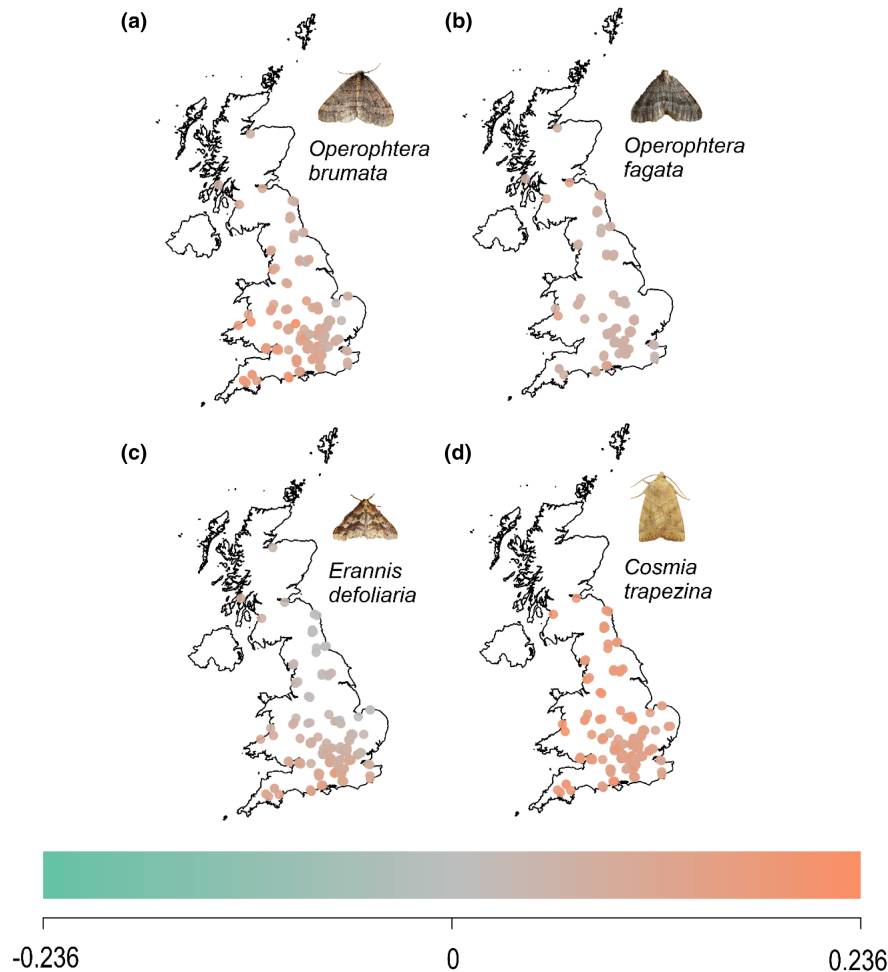 (a)
Operophtera
brumata
(b)
Operophtera
fagata
(c)
Erannis
defoliaria
(d)
Cosmia
trapezina
-0.236
0
0.236